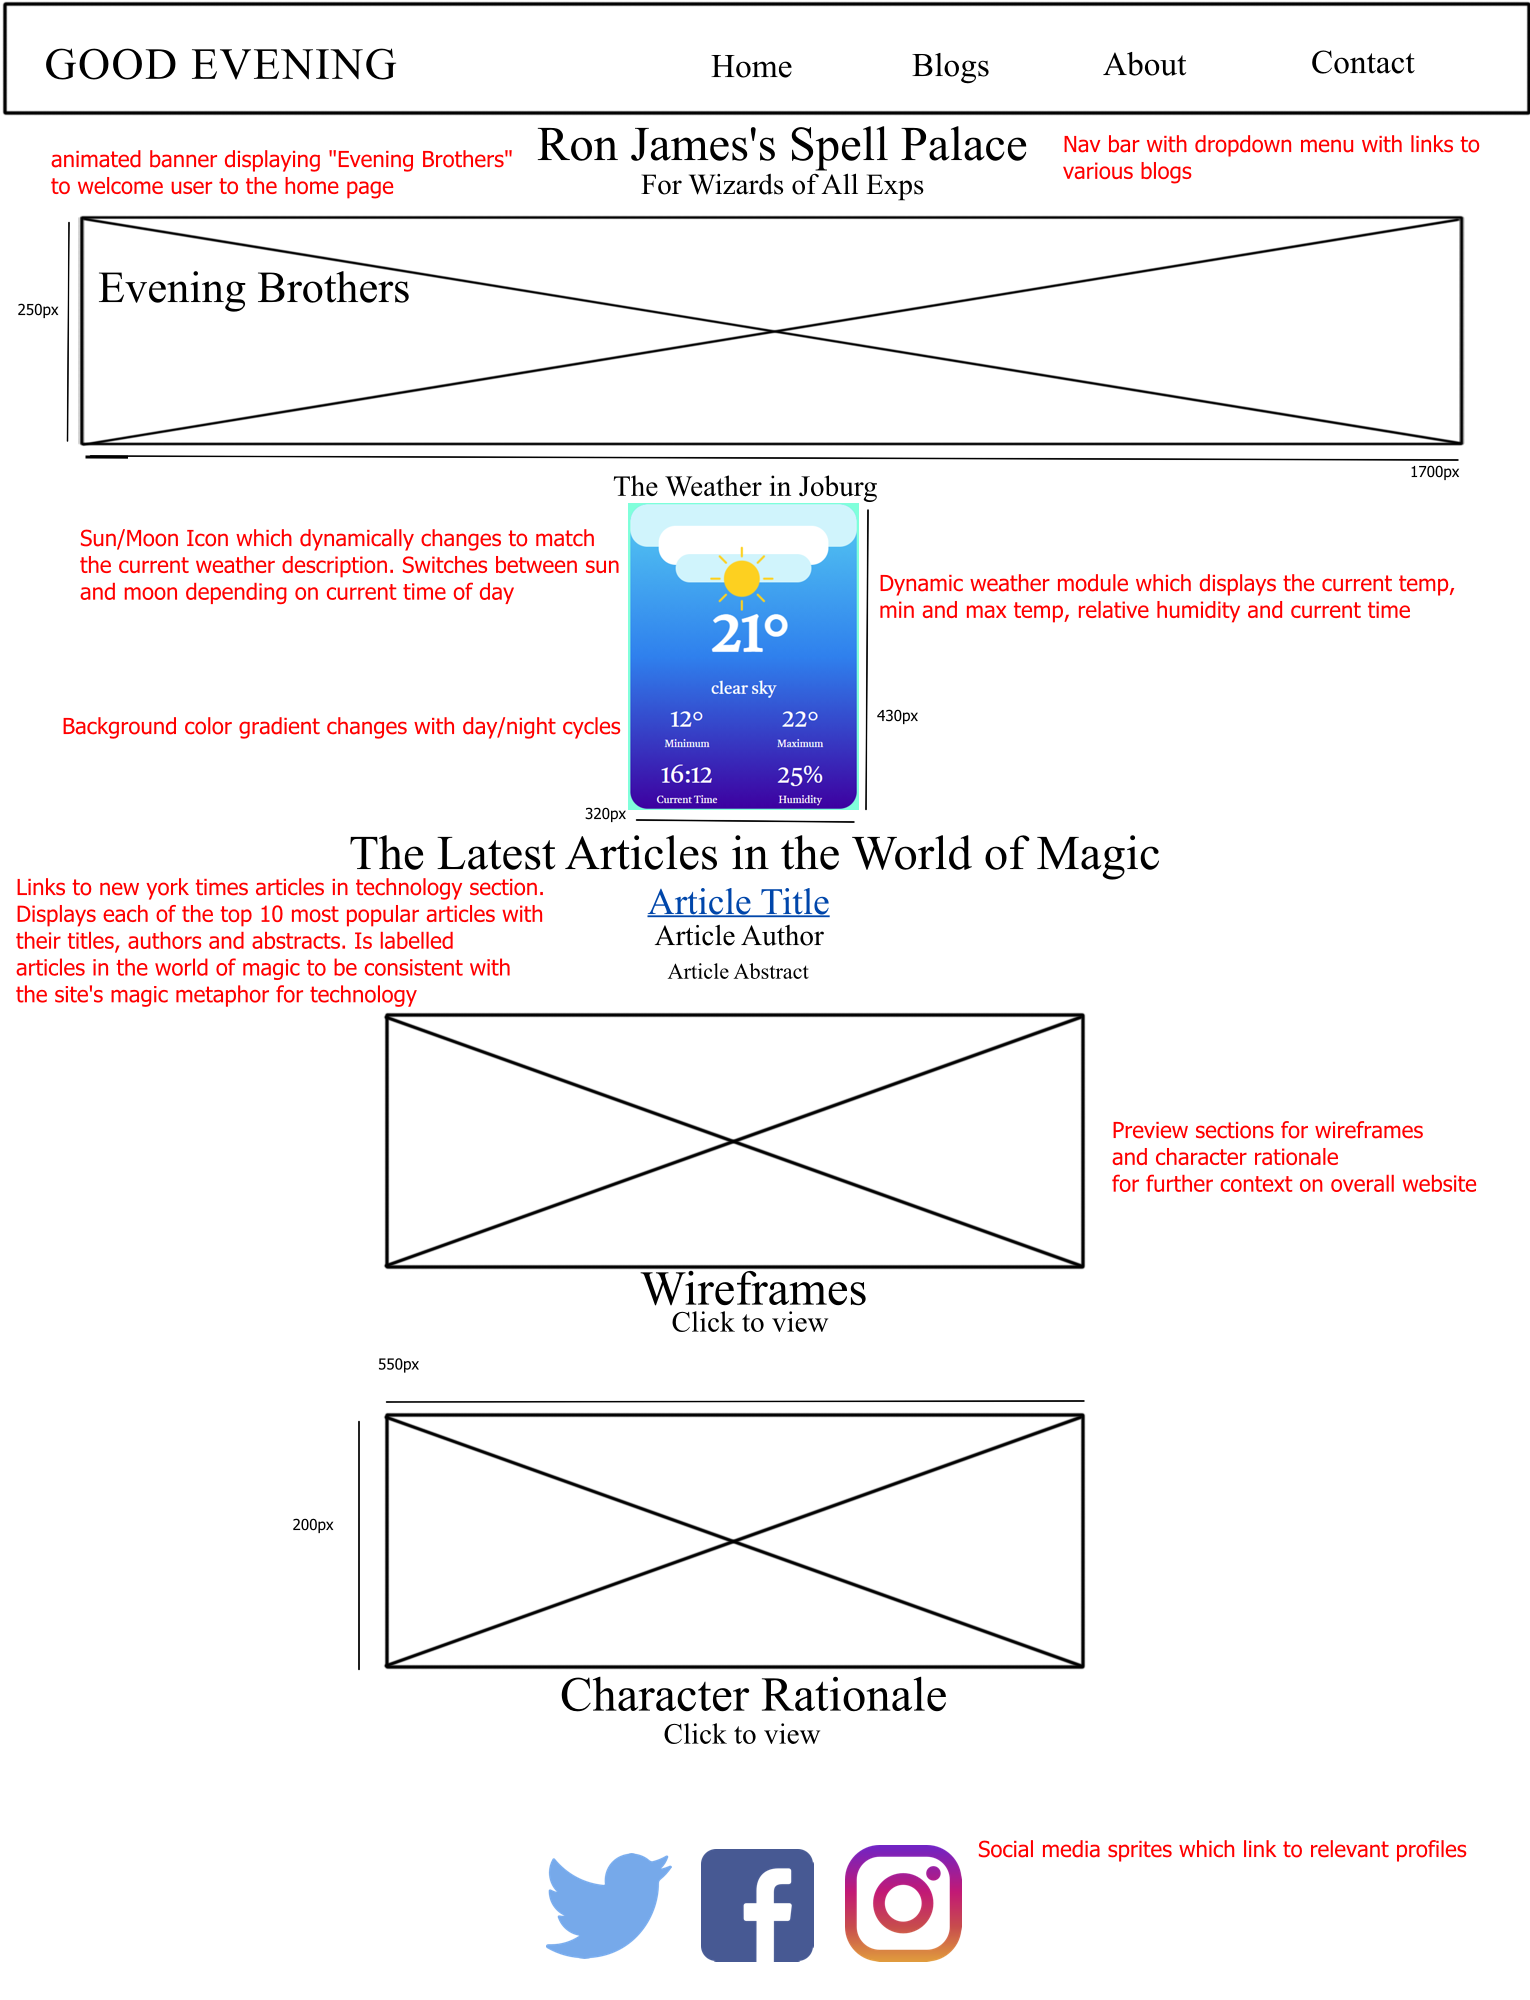 GOOD EVENING
Home
Blogs
About
Contact
Ron James's Spell Palace
For Wizards of All Exps
animated banner displaying "Evening Brothers"
to welcome user to the home page
Nav bar with dropdown menu with links to
various blogs
Evening Brothers
250px
1700px
The Weather in Joburg
Sun/Moon Icon which dynamically changes to match
the current weather description. Switches between sun
and moon depending on current time of day
Dynamic weather module which displays the current temp,
min and max temp, relative humidity and current time
21°
clear sky
Background color gradient changes with day/night cycles
12°
22°
Minimum
Maximum
16:12
25%
Current Time
Humidity
430px
320px
The Latest Articles in the World of Magic
Links to new york times articles in technology section.
Displays each of the top 10 most popular articles with
their titles, authors and abstracts. Is labelled
articles in the world of magic to be consistent with
the site's magic metaphor for technology
Article Title
Article Author
Article Abstract
Preview sections for wireframes
and character rationale
for further context on overall website
Wireframes
Click to view
550px
200px
Character Rationale
Click to view
Social media sprites which link to relevant profiles